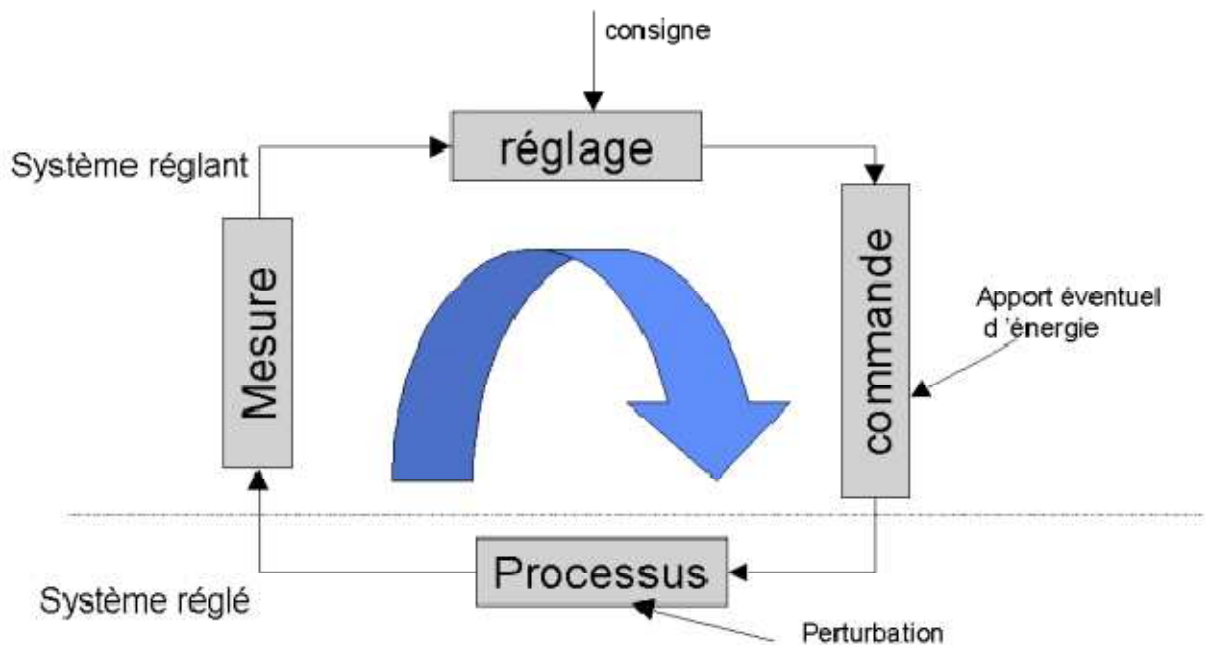 consigne
réglage
Système réglant
Mesure
commande
Apport éventuel
d 'énergie
Processus
Système réglé
Perturbation